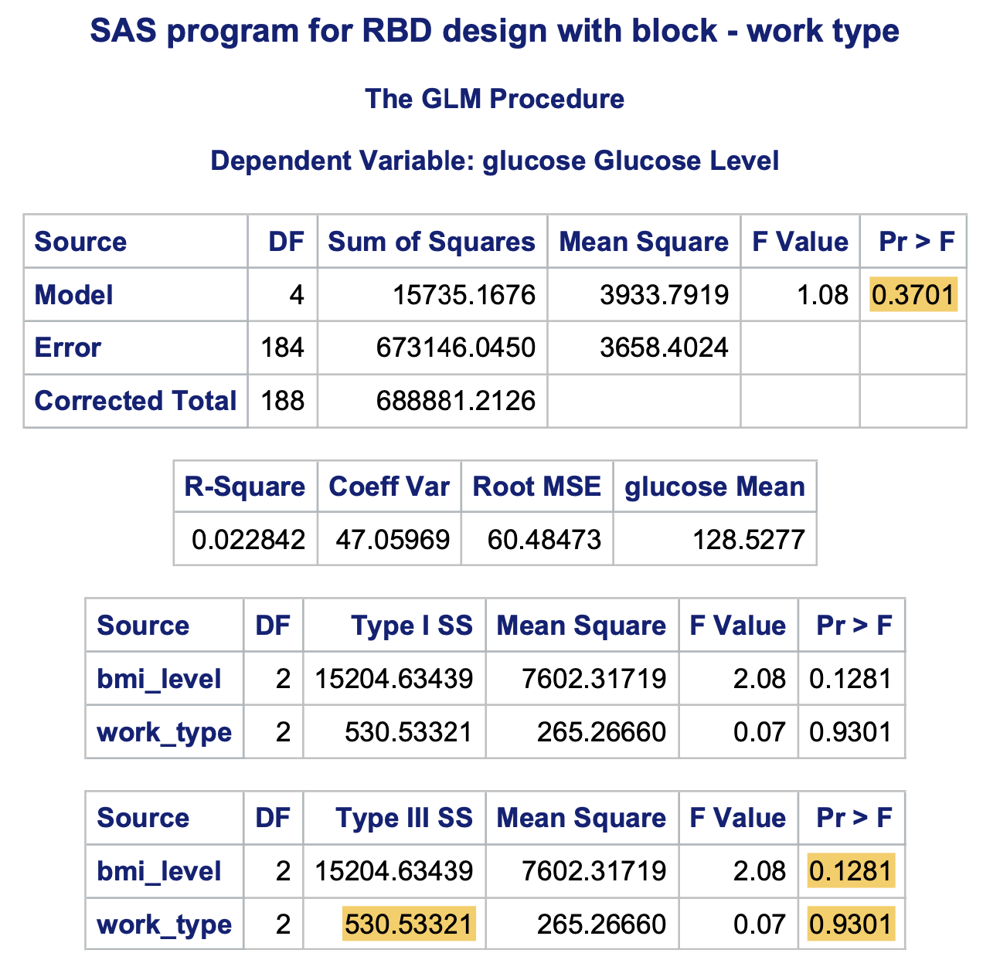 SAS program for RBD design with block - work type
The GLM Procedure
Dependent Variable: glucose Glucose Level
Source DF Sum of Squares Mean Square F Value Pr > F
Model 4 15735.1676 3933.7919 1.08 0.3701
Error 184 673146.0450 3658.4024
Corrected Total 188 688881.2126
R-Square Coeff Var Root MSE glucose Mean
0.022842 47.05969 60.48473 128.5277
Source DF Type I SS Mean Square F Value Pr > F
bmi_level 2 15204.63439 7602.31719 2.08 0.1281
work_type 2 530.53321 265.26660 0.07 0.9301
Source DF Type III SS Mean Square F Value Pr > F
bmi_level 2 15204.63439 7602.31719 2.08 0.1281
work_type 2 530.53321 265.26660 0.07 0.9301